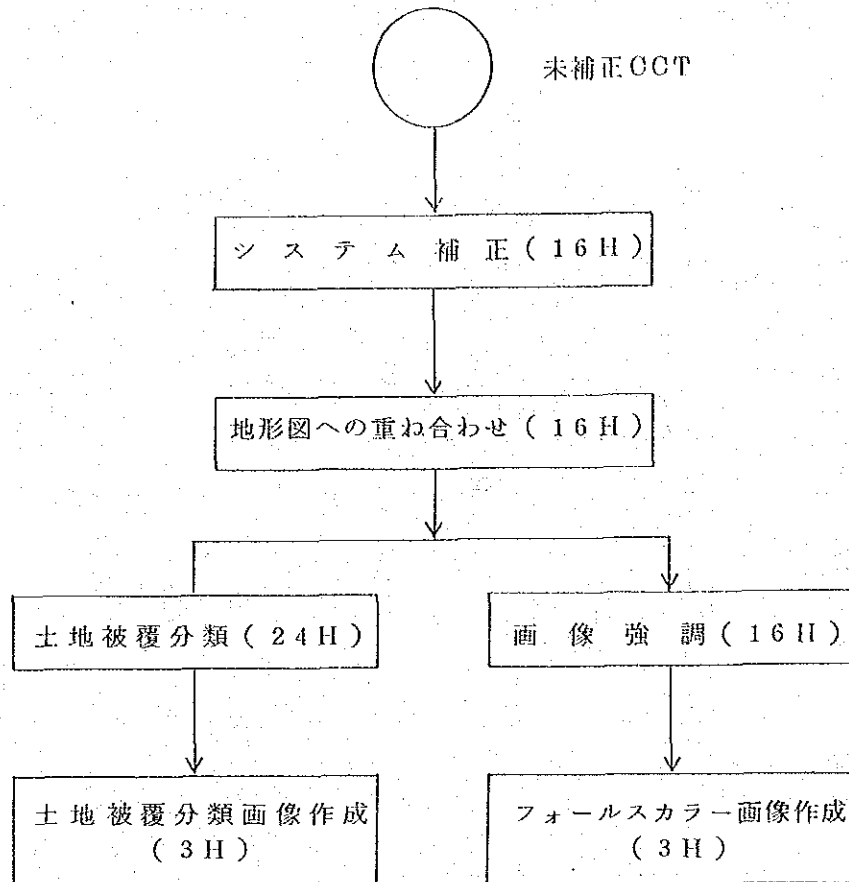 未補正CCT
システム補正(16H)
地形図への重ね合わせ(16H)
土地被覆分類(24H)
画像強調(16H)
土地被覆分類画像作成
(3H)
フォールスカラー画像作成
(3H)